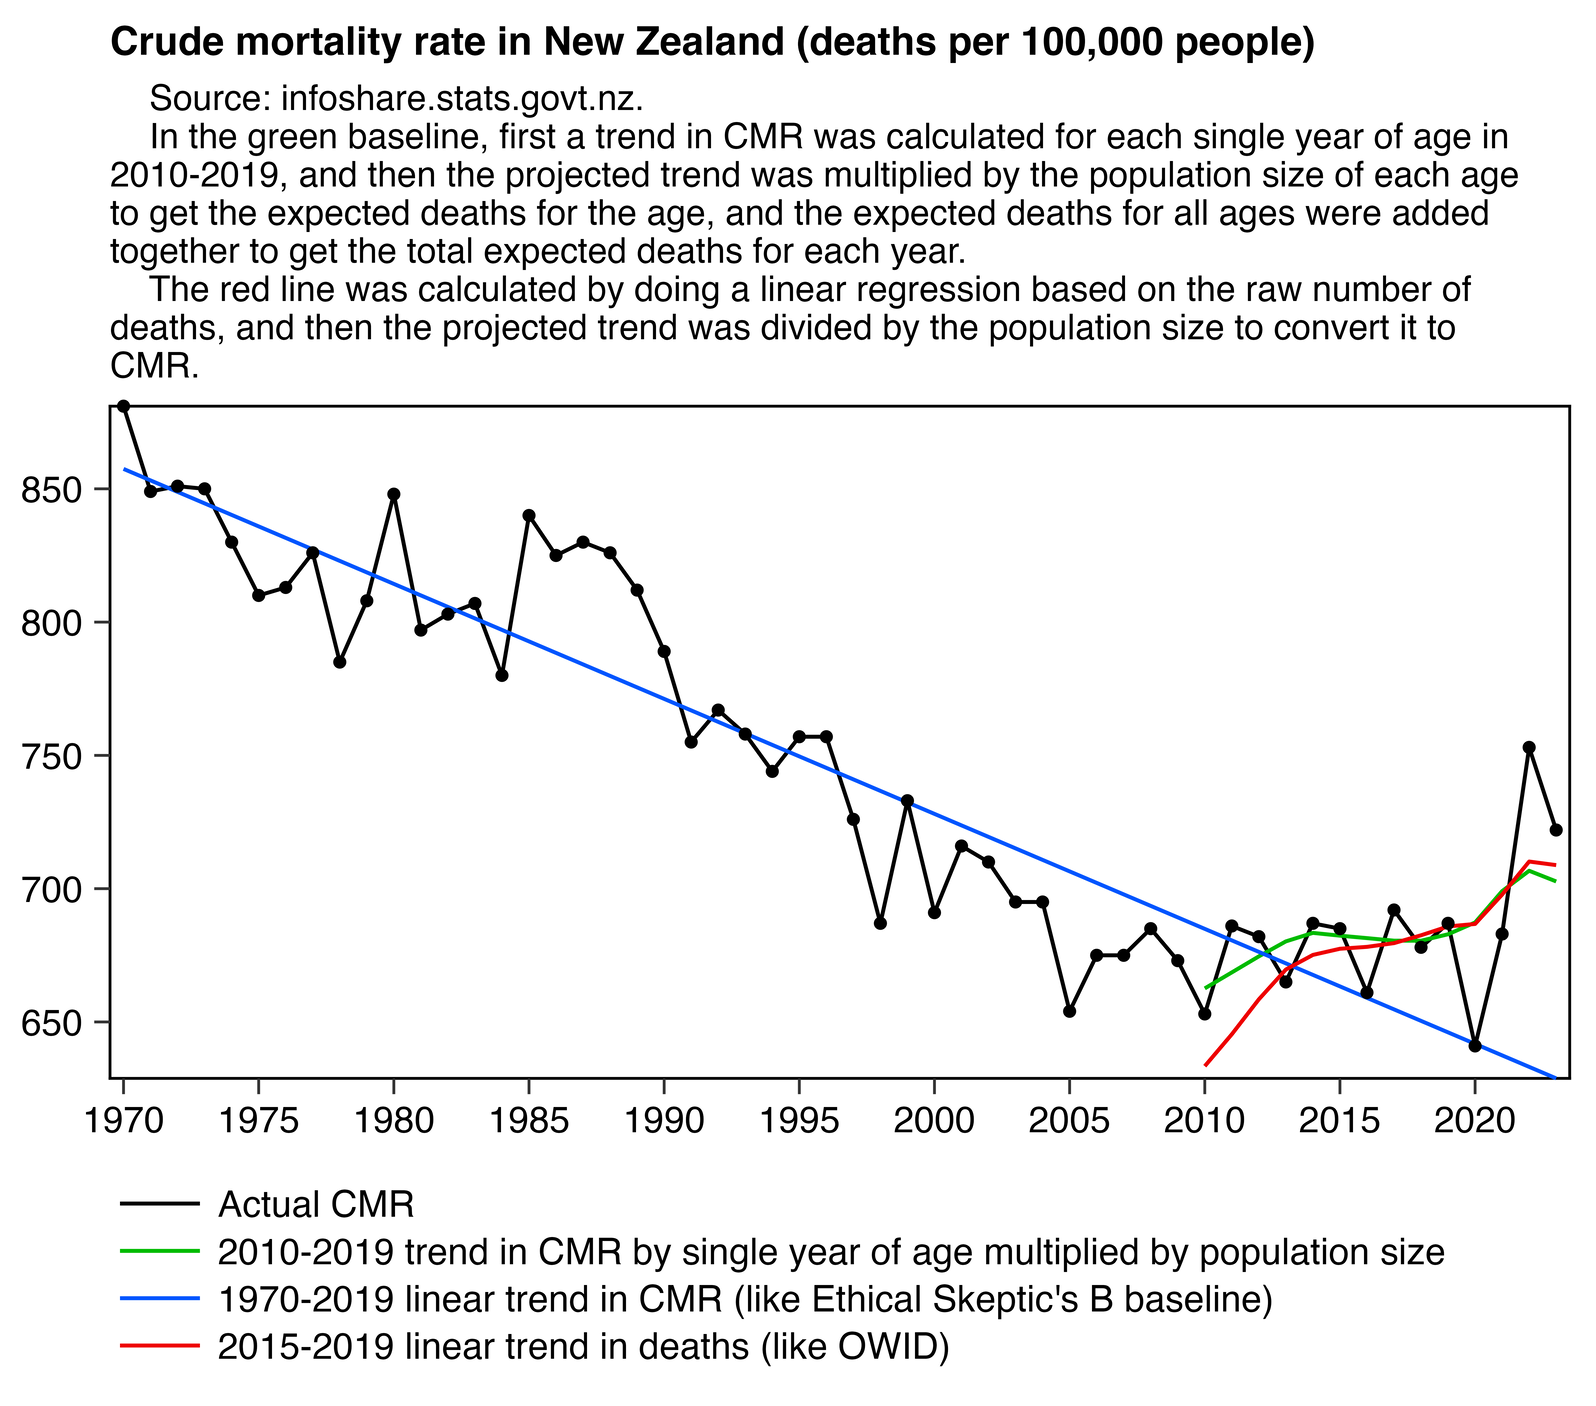 Crude mortality rate in New Zealand (deaths per 100,000 people)
Source: infoshare.stats.govt.nz.
In the green baseline, first a trend in CMR was calculated for each single year of age in
2010-2019, and then the projected trend was multiplied by the population size of each age
to get the expected deaths for the age, and the expected deaths for all ages were added
together to get the total expected deaths for each year.
The red line was calculated by doing a linear regression based on the raw number of
deaths, and then the projected trend was divided by the population size to convert it to
CMR.
850
800
750
700
650
1970 1975 1980 1985 1990 1995 2000 2005 2010 2015 2020
Actual CMR
2010-2019 trend in CMR by single year of age multiplied by population size
1970-2019 linear trend in CMR (like Ethical Skeptic's B baseline)
2015-2019 linear trend in deaths (like OWID)